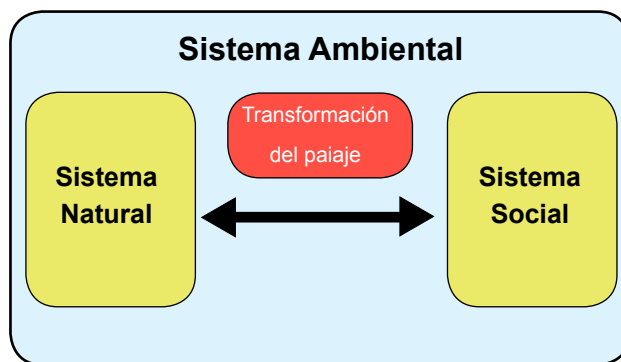 Sistema Ambiental
Transformación
del paiaje
Sistema
Natural
Sistema
Social